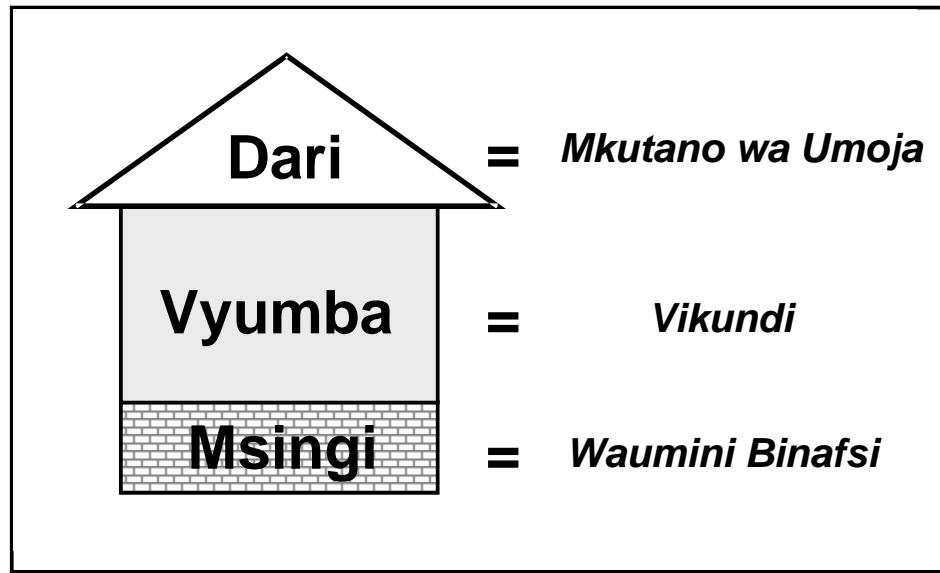 Dari = Mkutano wa Umoja
Vyumba = Vikundi
Msingi = Waumini Binafsi